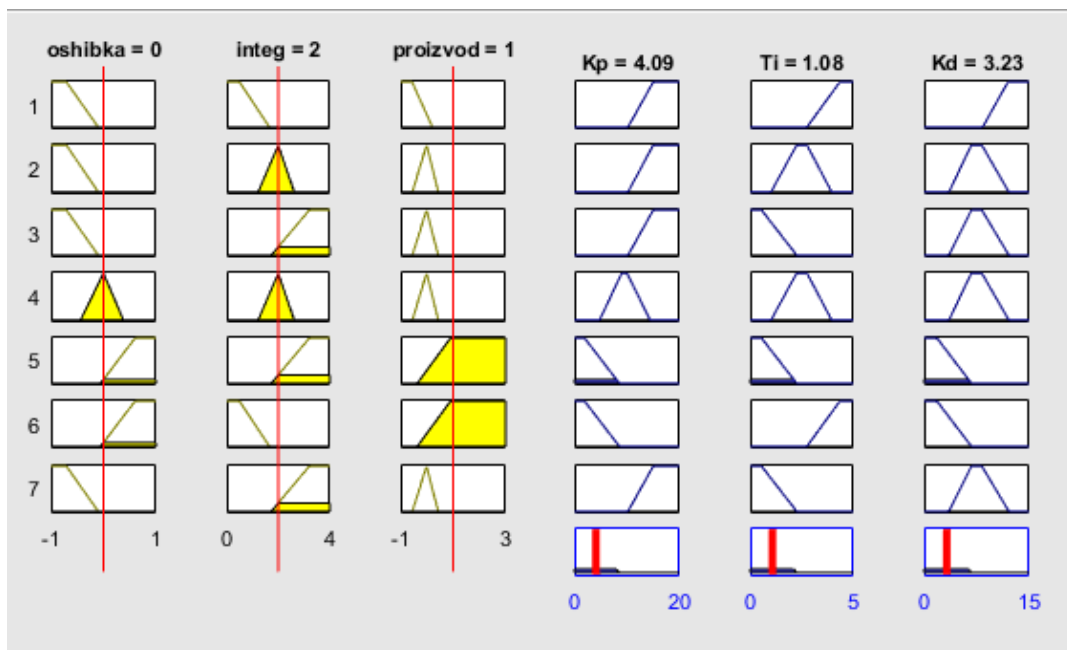 oshibka = 0 integ = 2 proizvod = 1 Kp = 4.09 Ti = 1.08 Kd = 3.23
1
2
3
4
5
6
7
-1 1 0 4 -1 3
0 20 0 5 0 15